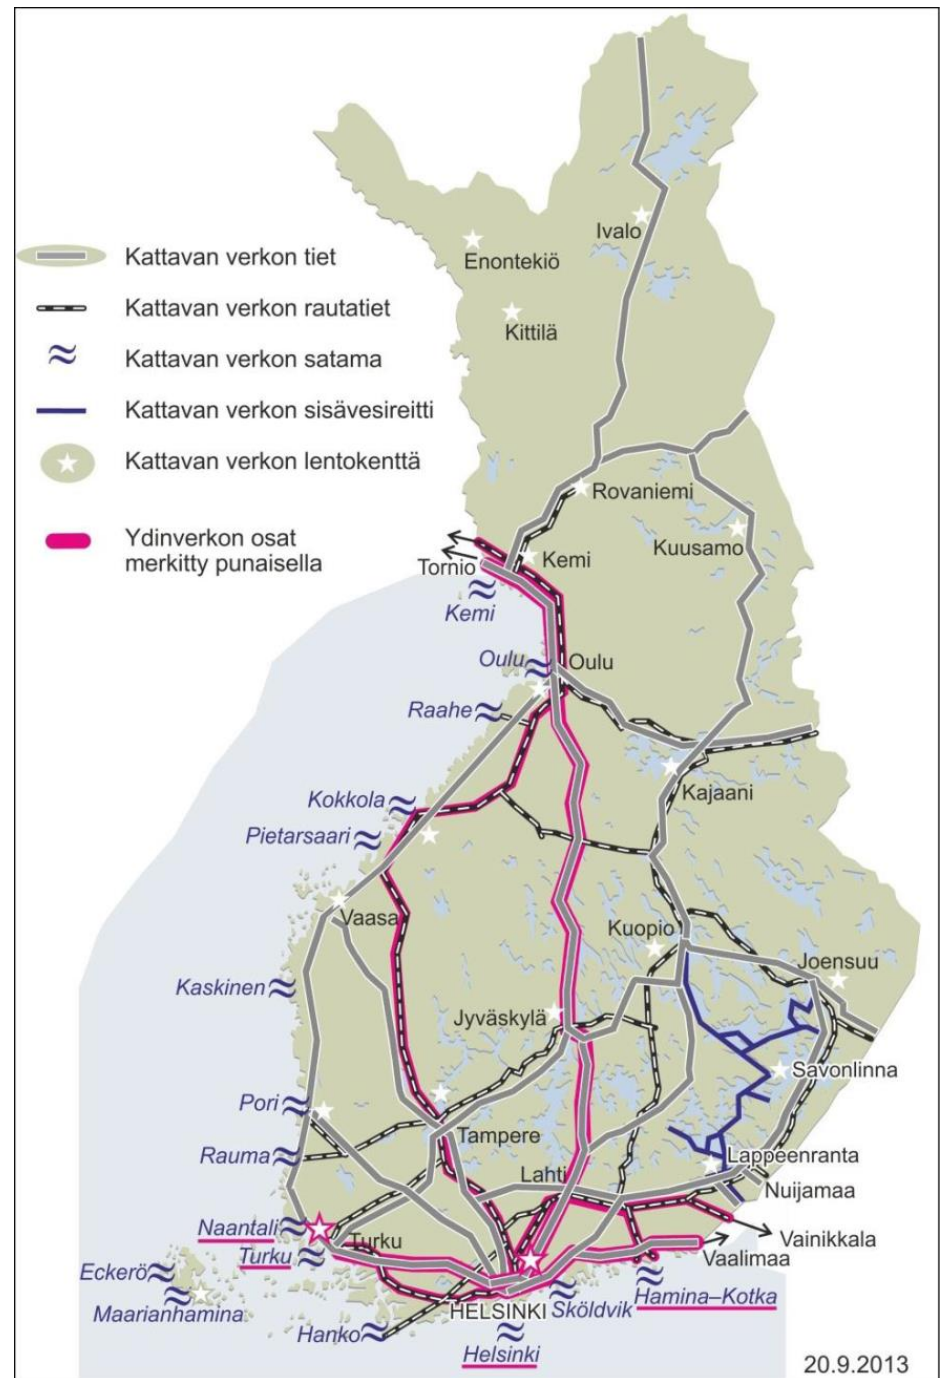 Kattavan verkon tiet
Kattavan verkon rautatiet
Kattavan verkon satama
Kattavan verkon sisävesireitti
Kattavan verkon lentokenttä
Ydinverkon osat
merkitty punaisella
Ivalo
Enontekiö
Kittilä
Rovaniemi
Kuusamo
Tornio
Kemi
Kemi
Oulu
Oulu
Raahe
Kajaani
Kokkola
Pietarsaari
Vaasa
Kuopio
Joensuu
Kaskinen
Jyväskylä
Savonlinna
Pori
Tampere
Rauma
Lappeenranta
Lahti
Nuijamaa
Naantali
Turku
Turku
Vainikkala
Vaalimaa
Eckerö
Maarianhamina
HELSINKI
Sköldvik
Hamina–Kotka
Hanko
Helsinki
20.9.2013